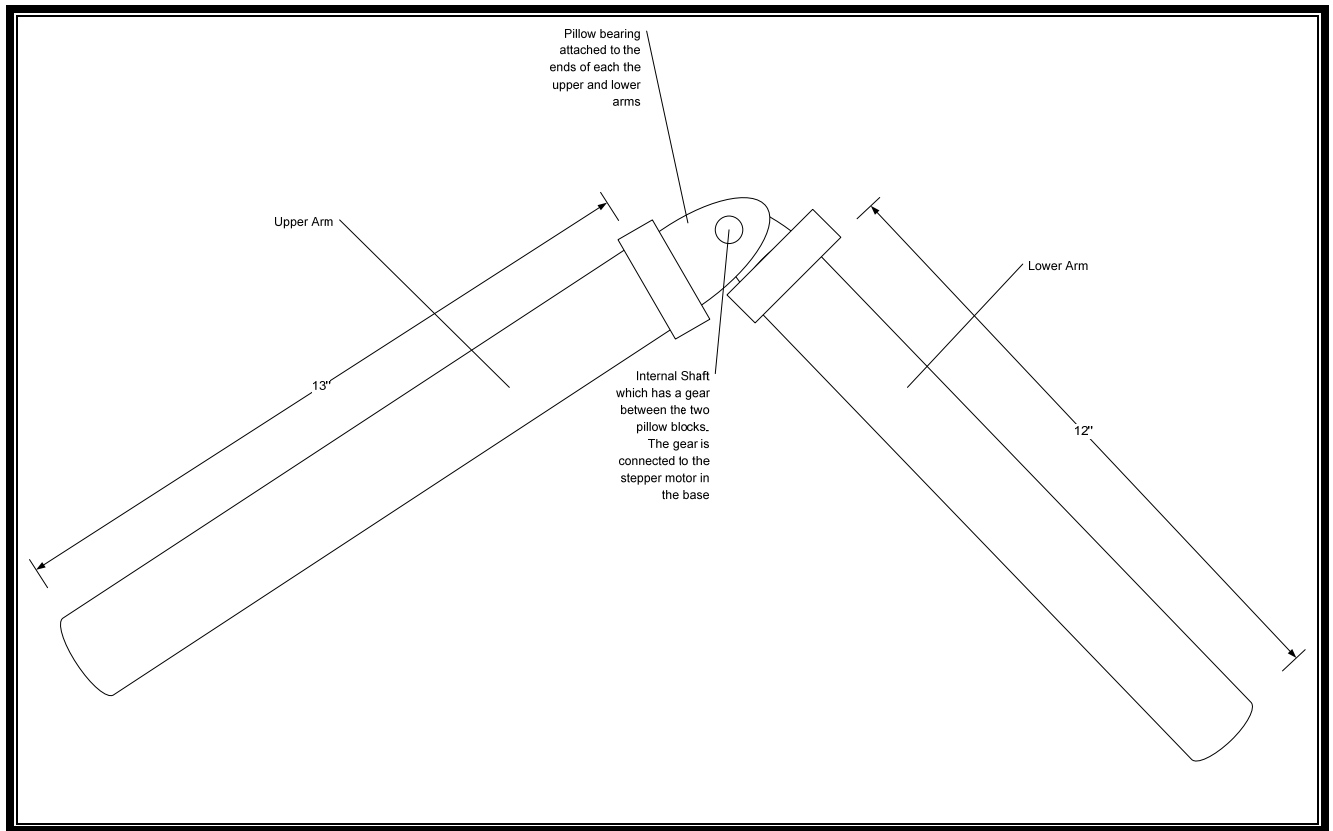 Pillow bearing
attached to the
ends of each the
upper and lower
arms
Upper Arm
Lower Arm
13"
12"
Internal Shaft
which has a gear
between the two
pillow blocks.
The gear is
connected to the
stepper motor in
the base